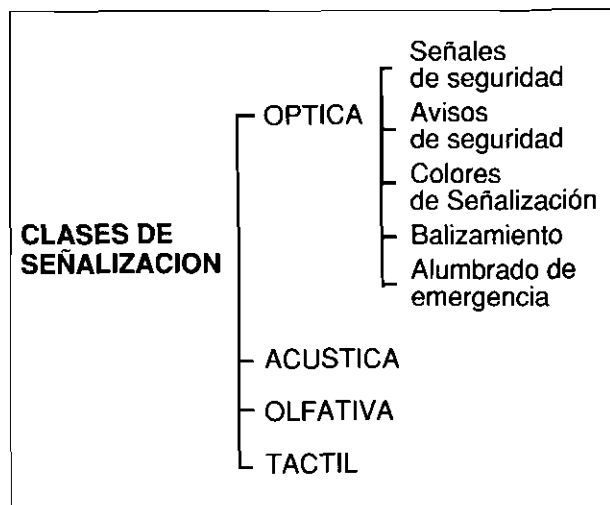 CLASES DE
SEÑALIZACION
OPTICA
Señales
de seguridad
Avisos
de seguridad
Colores
de Señalización
Balizamiento
Alumbrado de
emergencia
ACUSTICA
OLFATIVA
TACTIL